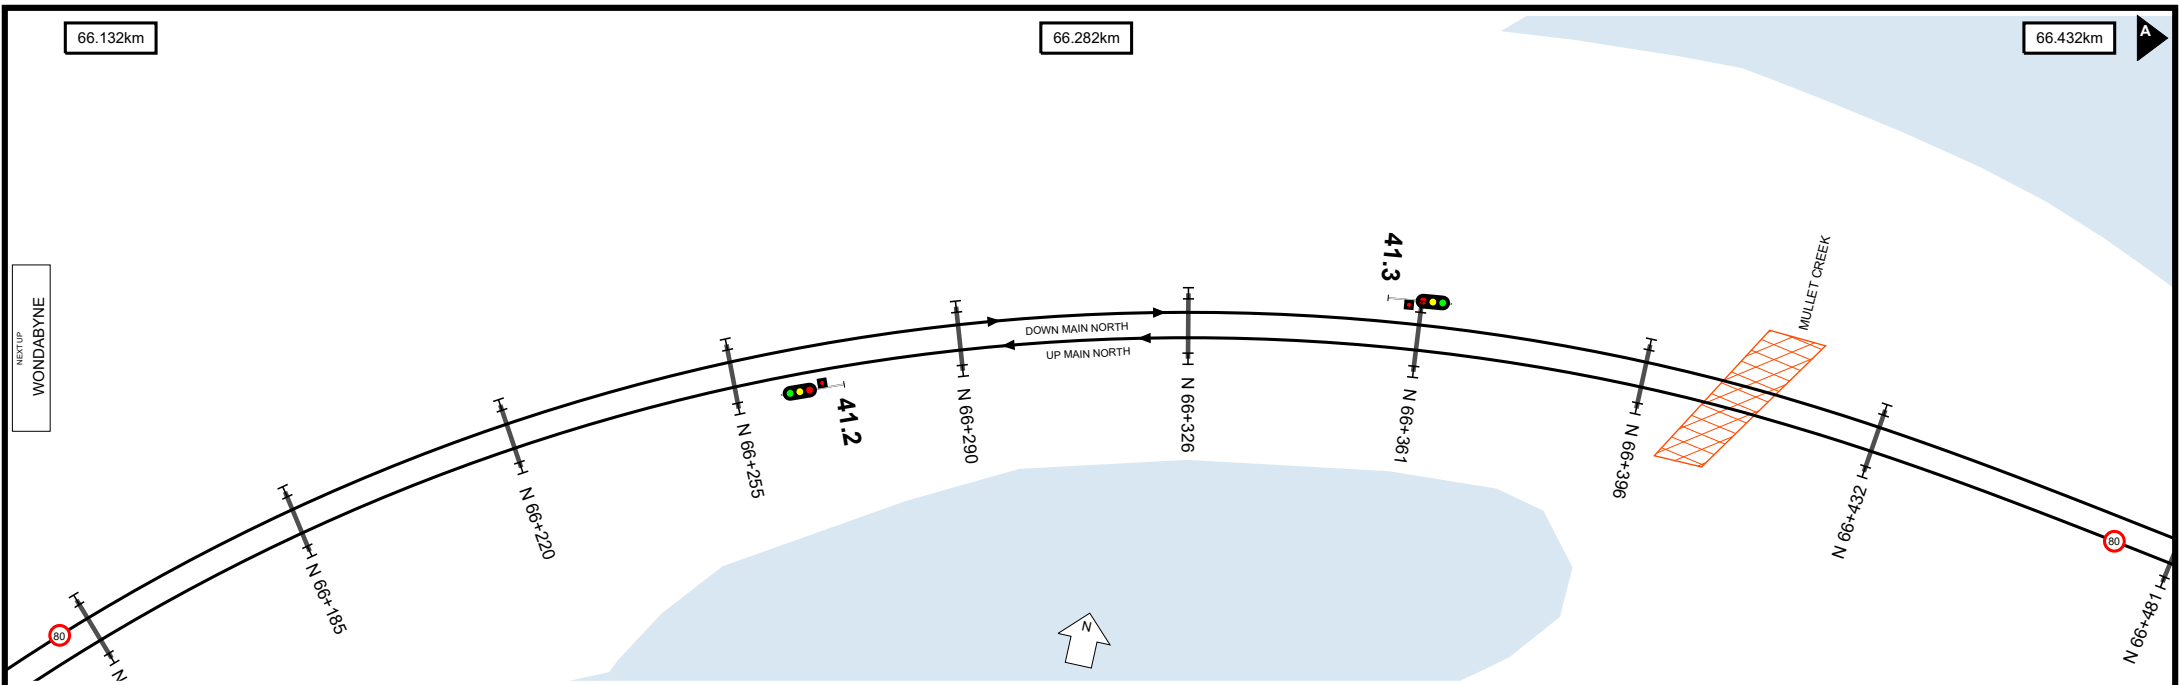 66.132km
66.282km
66.432km
A
NEXT UP
WONDABYNE
41.3
MULLET CREEK
DOWN MAIN NORTH
UP MAIN NORTH
41.2
N 66+185
N 66+220
N 66+255
N 66+290
N 66+326
N 66+361
N 66+396
N 66+432
N 66+481
80
80
N
N